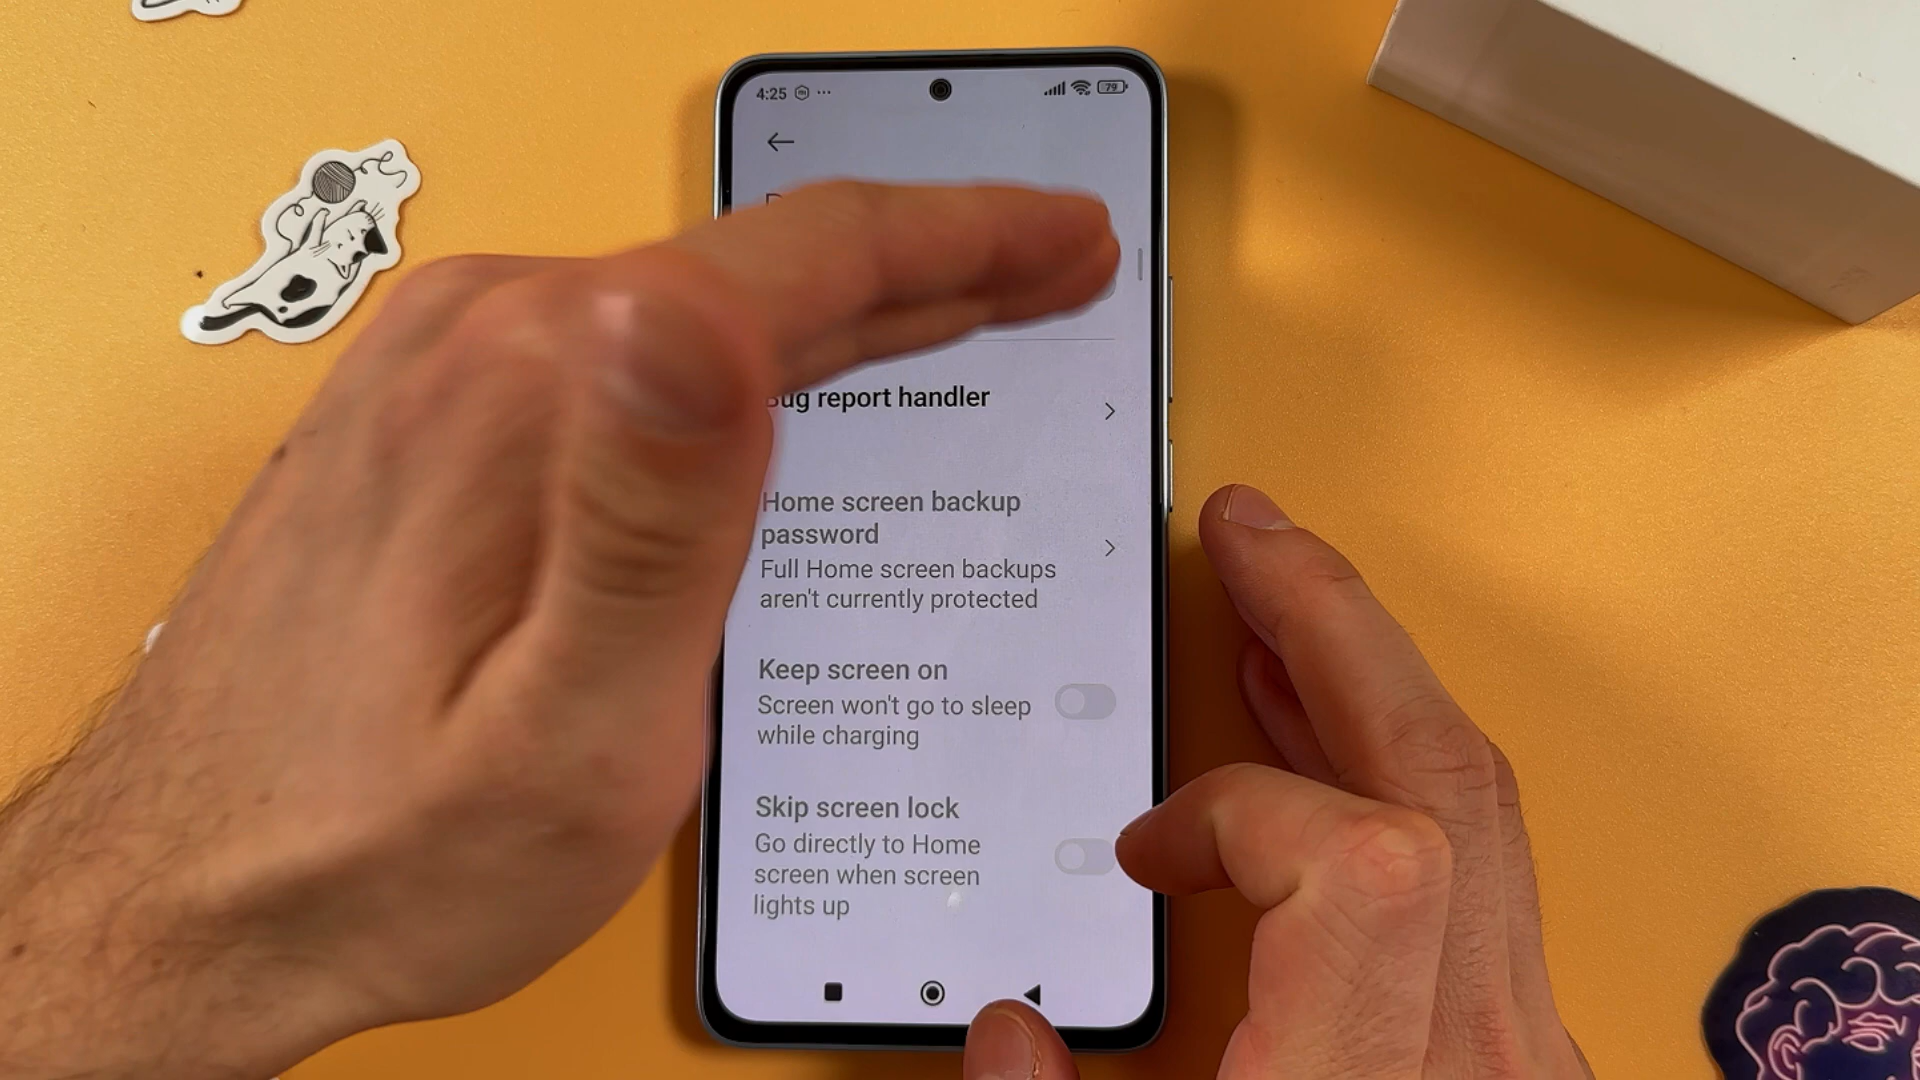 4:25
79
Bug report handler
Home screen backup
password
Full Home screen backups
aren't currently protected
Keep screen on
Screen won't go to sleep
while charging
Skip screen lock
Go directly to Home
screen when screen
lights up